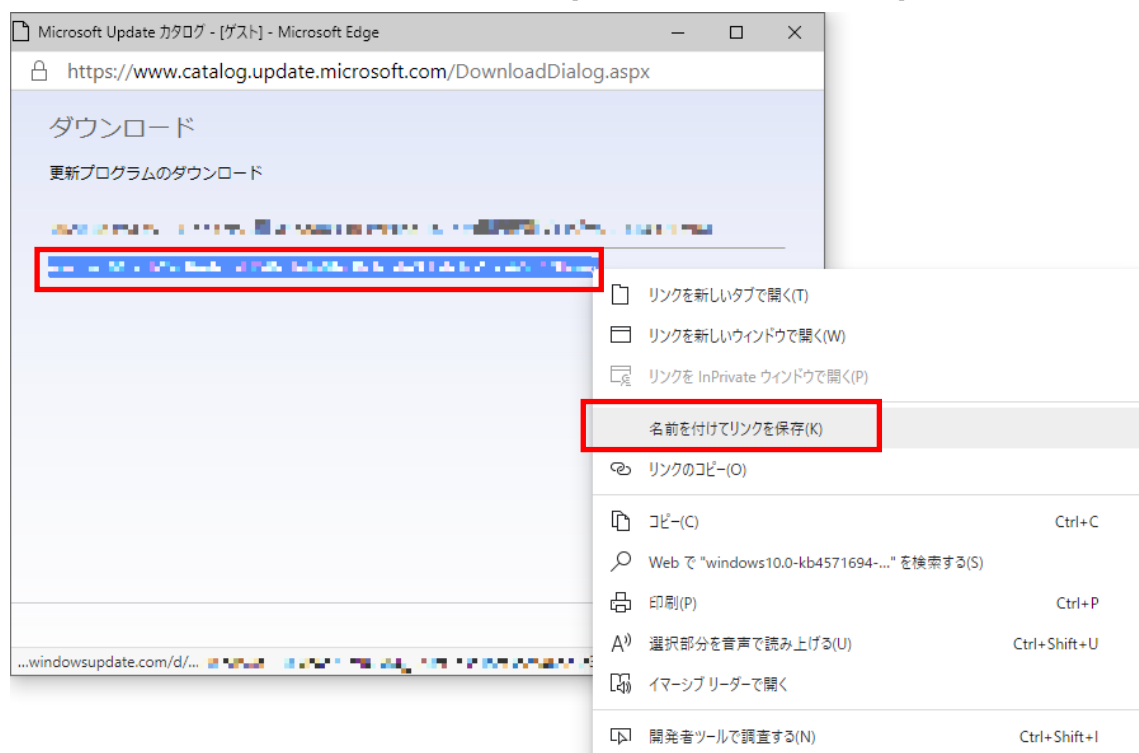 Microsoft Update カタログ - [ゲスト] - Microsoft Edge
https://www.catalog.update.microsoft.com/DownloadDialog.aspx
ダウンロード
更新プログラムのダウンロード
リンクを新しいタブで開く(T)
リンクを新しいウィンドウで開く(W)
リンクを InPrivate ウィンドウで開く(P)
名前を付けてリンクを保存(K)
リンクのコピー(O)
コピー(C) Ctrl+C
Web で "windows10.0-kb4571694-..." を検索する(S)
印刷(P) Ctrl+P
選択部分を音声で読み上げる(U) Ctrl+Shift+U
イマーシブ リーダーで開く
...windowsupdate.com/d/...
開発者ツールで調査する(N) Ctrl+Shift+I